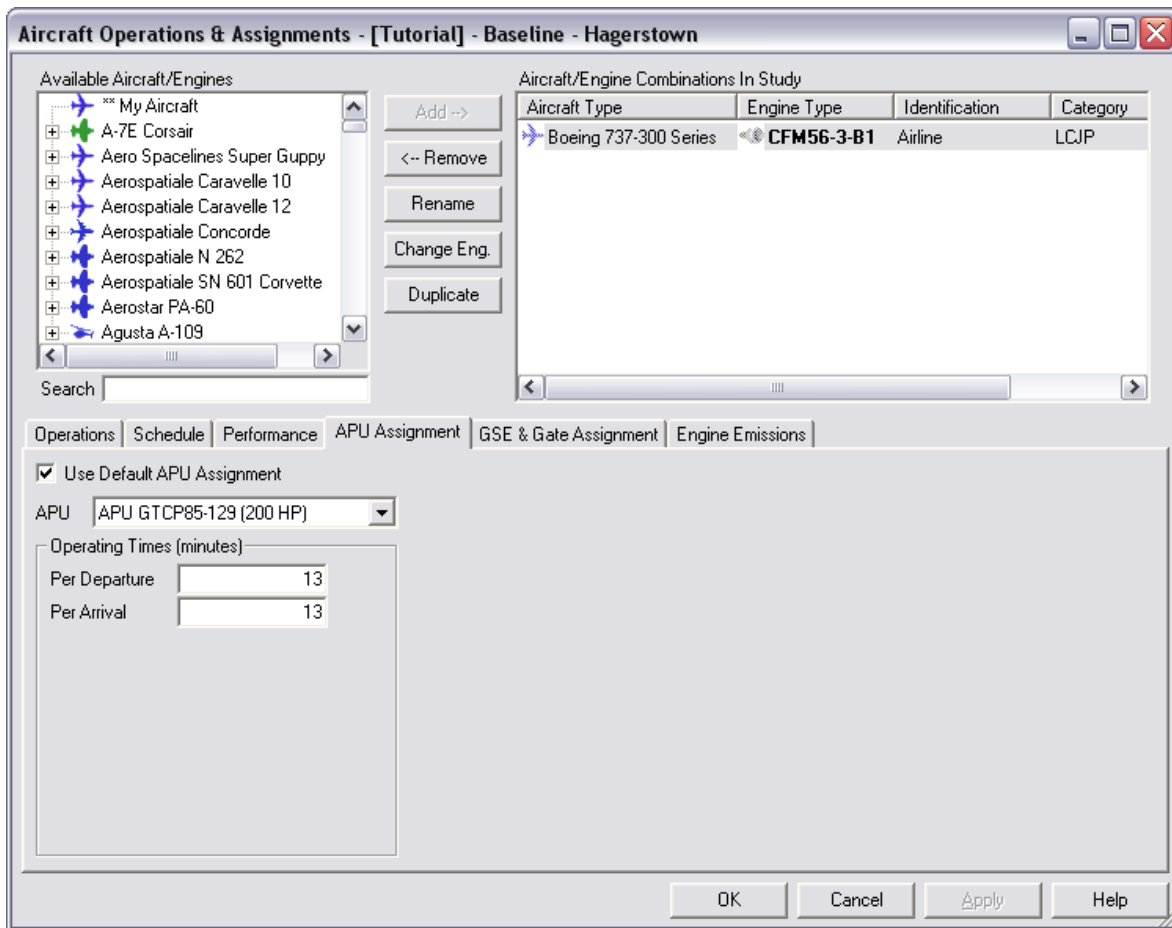 Aircraft Operations & Assignments - [Tutorial] - Baseline - Hagerstown
Available Aircraft/Engines
** My Aircraft
A-7E Corsair
Aero Spacelines Super Guppy
Aerospatiale Caravelle 10
Aerospatiale Caravelle 12
Aerospatiale Concorde
Aerospatiale N 262
Aerospatiale SN 601 Corvette
Aerostar PA-60
Agusta A-109
Search
Add -->
<-- Remove
Rename
Change Eng.
Duplicate
Aircraft/Engine Combinations In Study
Aircraft Type Engine Type Identification Category
Boeing 737-300 Series CFM56-3-B1 Airline LCJP
Operations Schedule Performance APU Assignment GSE & Gate Assignment Engine Emissions
Use Default APU Assignment
APU APU GTCP85-129 (200 HP)
Operating Times (minutes)
Per Departure 13
Per Arrival 13
OK Cancel Apply Help